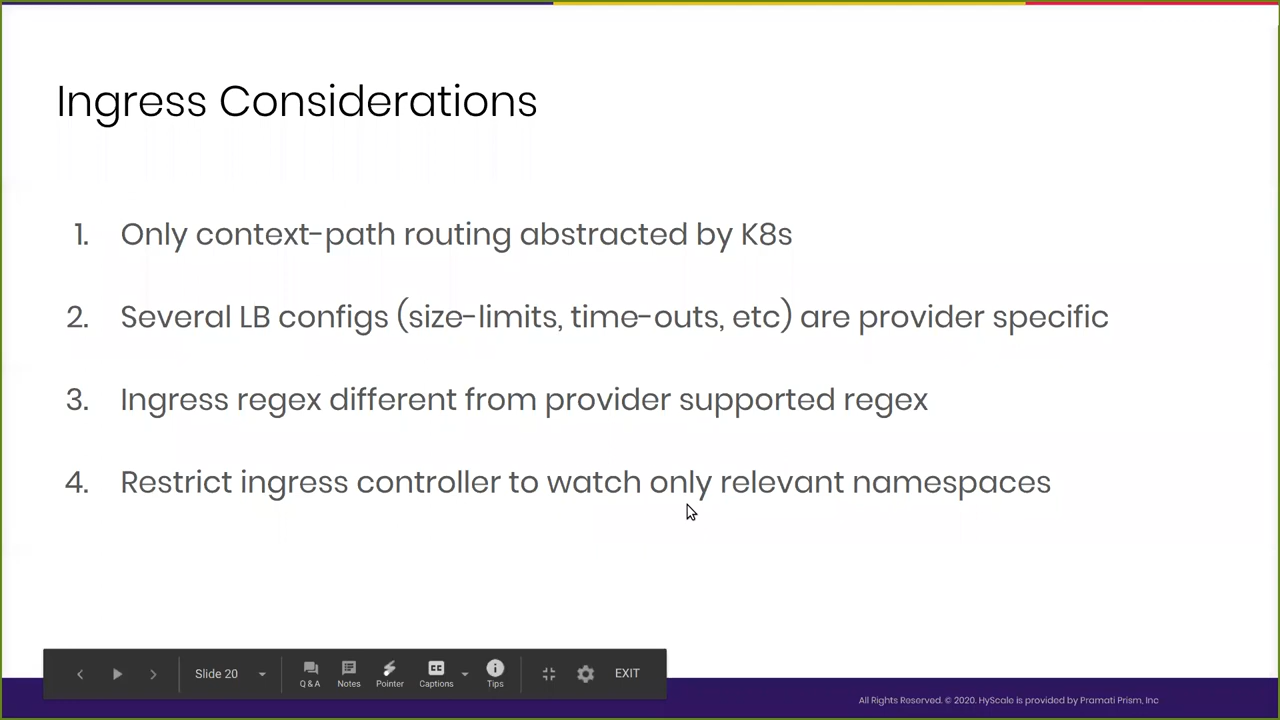 Ingress Considerations
1. Only context-path routing abstracted by K8s
2. Several LB configs (size-limits, time-outs, etc) are provider specific
3. Ingress regex different from provider supported regex
4. Restrict ingress controller to watch only relevant namespaces
Slide 20
Q & A Notes Pointer Captions Tips EXIT
All Rights Reserved. © 2020. HyScale is provided by Pramati Prism, Inc